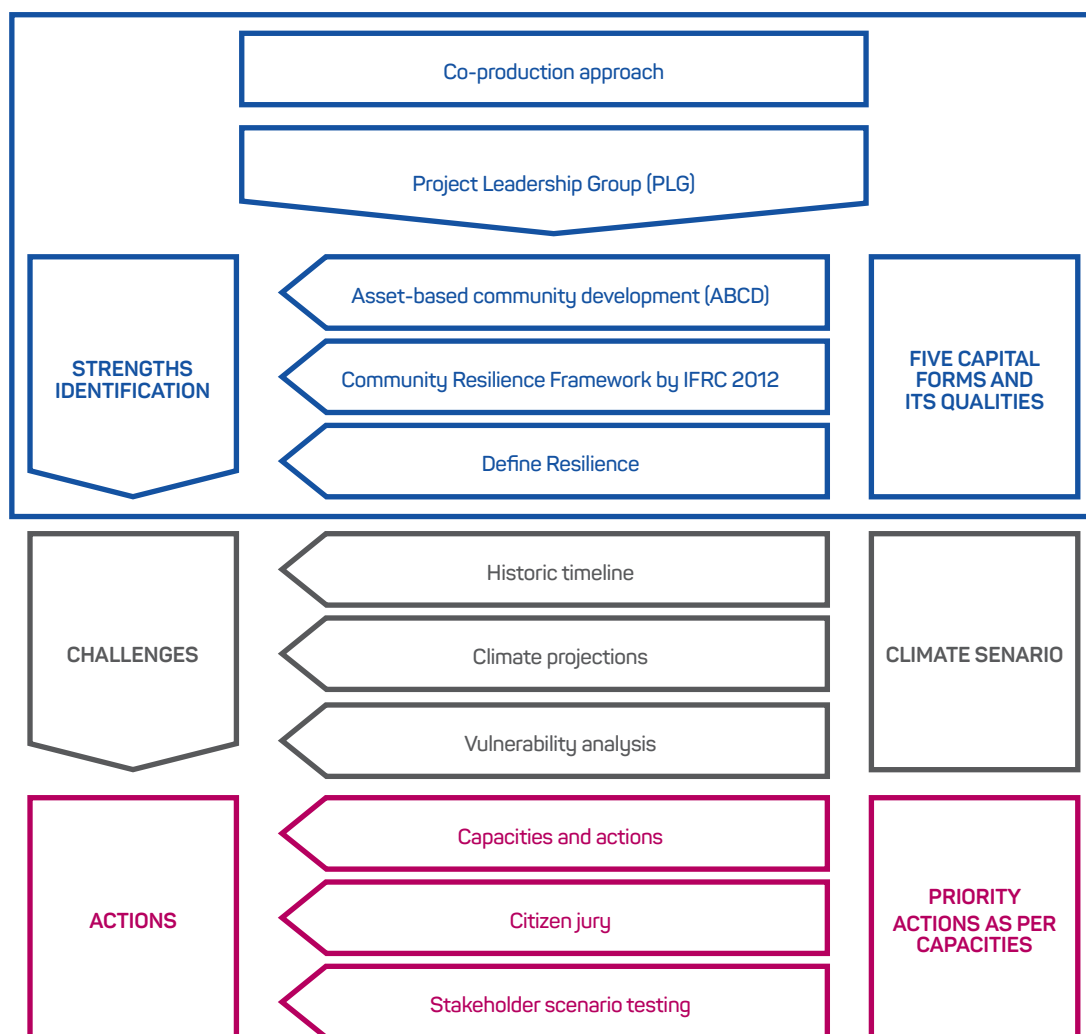 Co-production approach
Project Leadership Group (PLG)
STRENGTHS
IDENTIFICATION
Asset-based community development (ABCD)
Community Resilience Framework by IFRC 2012
Define Resilience
FIVE CAPITAL
FORMS AND
ITS QUALITIES
CHALLENGES
Historic timeline
Climate projections
Vulnerability analysis
CLIMATE SENARIO
ACTIONS
Capacities and actions
Citizen jury
Stakeholder scenario testing
PRIORITY
ACTIONS AS PER
CAPACITIES